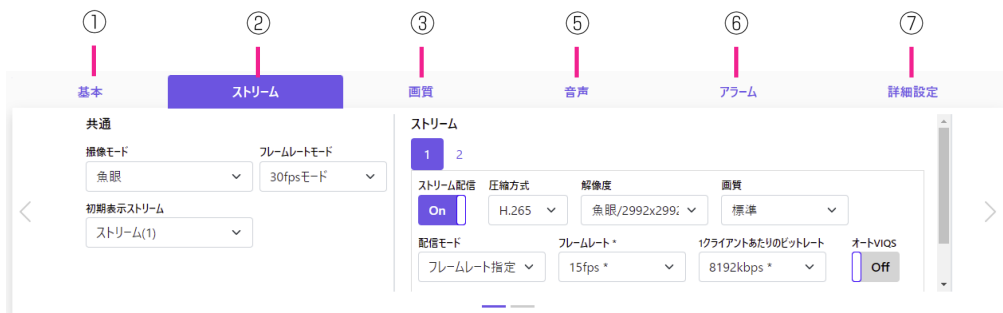 ① ② ③ ⑤ ⑥ ⑦
基本 ストリーム 画質 音声 アラーム 詳細設定
共通
撮像モード フレームレートモード
魚眼 30fpsモード
初期表示ストリーム
ストリーム(1)
ストリーム
1 2
ストリーム配信 圧縮方式 解像度 画質
On H.265 魚眼/2992x2992 標準
配信モード フレームレート * 1クライアントあたりのビットレート オートVIQS
フレームレート指定 15fps * 8192kbps * Off